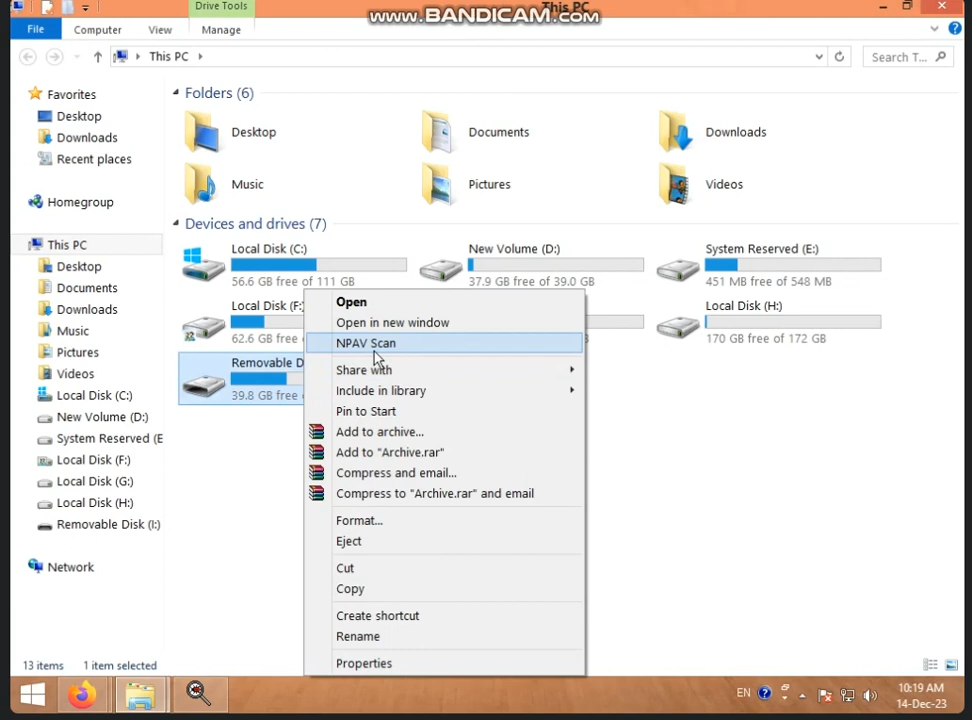 Drive Tools
This PC
www.BANDICAM.com
File
Computer
View
Manage
This PC
Search T...
Favorites
Desktop
Downloads
Recent places
Homegroup
This PC
Desktop
Documents
Downloads
Music
Pictures
Videos
Local Disk (C:)
New Volume (D:)
System Reserved (E
Local Disk (F:)
Local Disk (G:)
Local Disk (H:)
Removable Disk (I:)
Network
Folders (6)
Desktop
Documents
Downloads
Music
Pictures
Videos
Devices and drives (7)
Local Disk (C:)
56.6 GB free of 111 GB
New Volume (D:)
37.9 GB free of 39.0 GB
System Reserved (E:)
451 MB free of 548 MB
Local Disk (F:
62.6 GB free
Local Disk (H:)
170 GB free of 172 GB
Removable D
39.8 GB free
Open
Open in new window
NPAV Scan
Share with
Include in library
Pin to Start
Add to archive...
Add to "Archive.rar"
Compress and email...
Compress to "Archive.rar" and email
Format...
Eject
Cut
Copy
Create shortcut
Rename
Properties
13 items
1 item selected
EN
10:19 AM
14-Dec-23